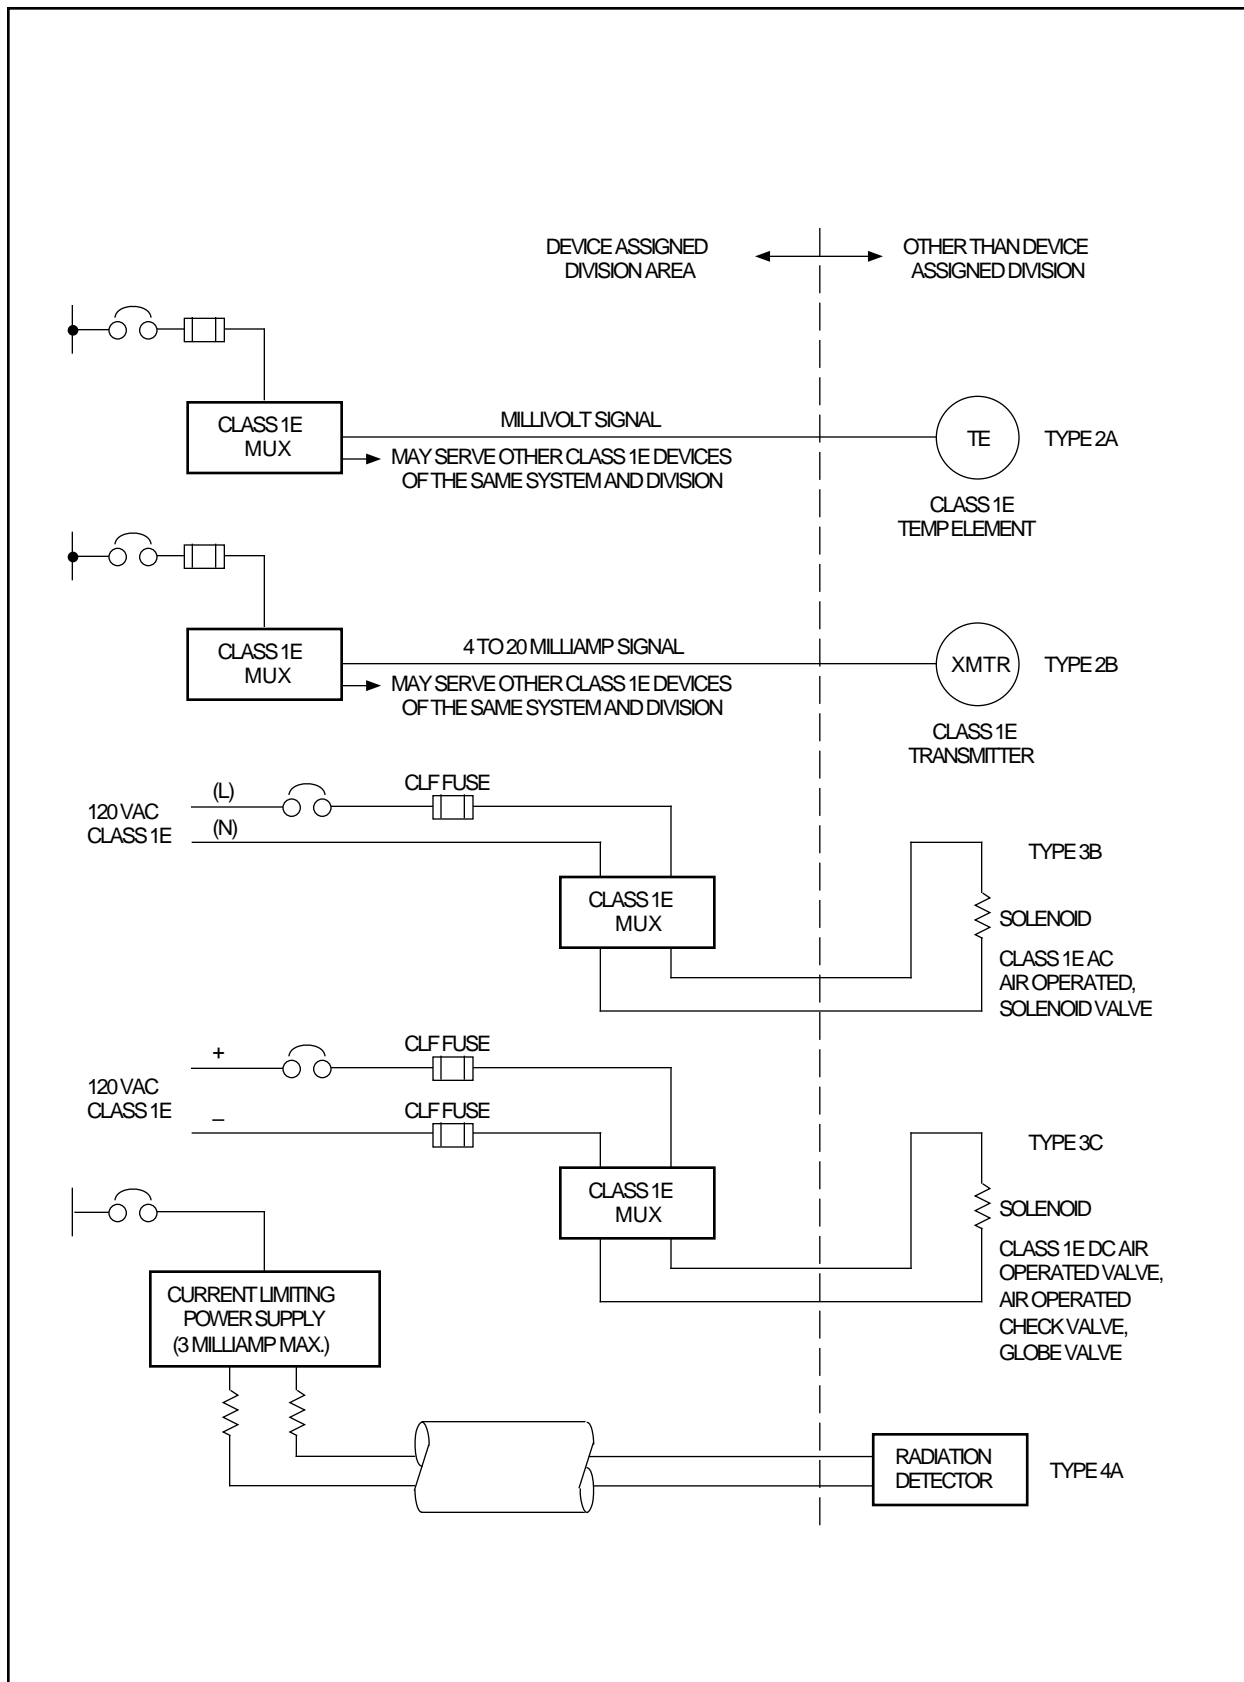 DEVICE ASSIGNED
DIVISION AREA
OTHER THAN DEVICE
ASSIGNED DIVISION
CLASS 1E
MUX
MILLIVOLT SIGNAL
MAY SERVE OTHER CLASS 1E DEVICES
OF THE SAME SYSTEM AND DIVISION
TE
TYPE 2A
CLASS 1E
TEMP ELEMENT
CLASS 1E
MUX
4 TO 20 MILLIAMP SIGNAL
MAY SERVE OTHER CLASS 1E DEVICES
OF THE SAME SYSTEM AND DIVISION
XMTR
TYPE 2B
CLASS 1E
TRANSMITTER
120 VAC
CLASS 1E
(L)
(N)
CLF FUSE
CLASS 1E
MUX
TYPE 3B
SOLENOID
CLASS 1E AC
AIR OPERATED,
SOLENOID VALVE
120 VAC
CLASS 1E
+
–
CLF FUSE
CLF FUSE
CLASS 1E
MUX
TYPE 3C
SOLENOID
CLASS 1E DC AIR
OPERATED VALVE,
AIR OPERATED
CHECK VALVE,
GLOBE VALVE
CURRENT LIMITING
POWER SUPPLY
(3 MILLIAMP MAX.)
RADIATION
DETECTOR
TYPE 4A